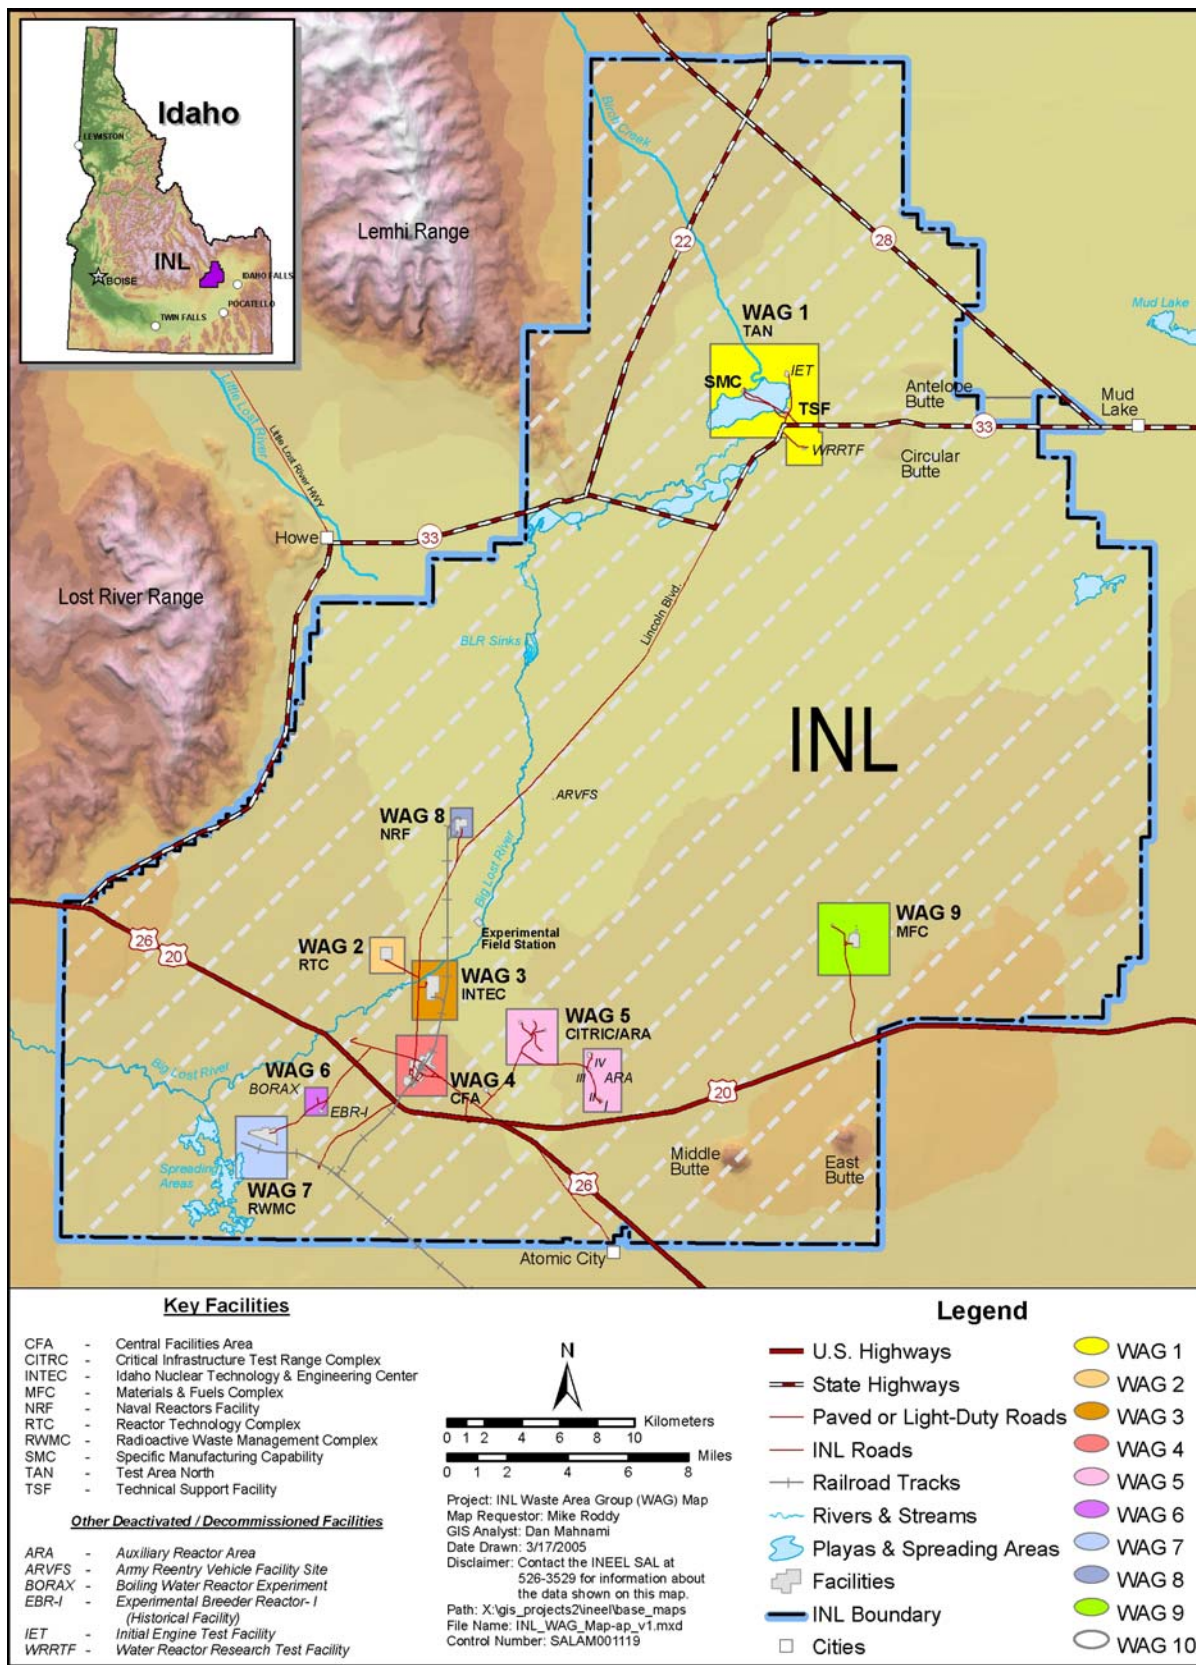 Idaho
LEWISTON
INL
BOISE
IDAHO FALLS
POCATELLO
TWIN FALLS
Birch Creek
Lemhi Range
22
28
WAG 1
TAN
Mud Lake
SMC
IET
TSF
Antelope
Butte
Mud
Lake
33
WRRTF
Circular
Butte
Little Lost River
Little Lost River HWY
Howe
33
Lost River Range
Lincoln Blvd.
BLR Sinks
INL
ARVFS
WAG 8
NRF
Big Lost River
WAG 9
MFC
26
20
Experimental
Field Station
WAG 2
RTC
WAG 3
INTEC
WAG 5
CITRIC/ARA
Big Lost River
WAG 6
BORAX
EBR-I
WAG 4
CFA
IV
III
ARA
II
I
20
Middle
Butte
East
Butte
Spreading
Areas
WAG 7
RWMC
26
Atomic City
Key Facilities
CFA - Central Facilities Area
CITRC - Critical Infrastructure Test Range Complex
INTEC - Idaho Nuclear Technology & Engineering Center
MFC - Materials & Fuels Complex
NRF - Naval Reactors Facility
RTC - Reactor Technology Complex
RWMC - Radioactive Waste Management Complex
SMC - Specific Manufacturing Capability
TAN - Test Area North
TSF - Technical Support Facility
Other Deactivated / Decommissioned Facilities
ARA - Auxiliary Reactor Area
ARVFS - Army Reentry Vehicle Facility Site
BORAX - Boiling Water Reactor Experiment
EBR-I - Experimental Breeder Reactor- I
(Historical Facility)
IET - Initial Engine Test Facility
WRRTF - Water Reactor Research Test Facility
N
Kilometers
0 1 2 4 6 8 10
Miles
0 1 2 4 6 8
Project: INL Waste Area Group (WAG) Map
Map Requestor: Mike Roddy
GIS Analyst: Dan Mahnami
Date Drawn: 3/17/2005
Disclaimer: Contact the INEEL SAL at
526-3529 for information about
the data shown on this map.
Path: X:\gis_projects2\ineel\base_maps
File Name: INL_WAG_Map-ap_v1.mxd
Control Number: SALAM001119
Legend
U.S. Highways
State Highways
Paved or Light-Duty Roads
INL Roads
Railroad Tracks
Rivers & Streams
Playas & Spreading Areas
Facilities
INL Boundary
Cities
WAG 1
WAG 2
WAG 3
WAG 4
WAG 5
WAG 6
WAG 7
WAG 8
WAG 9
WAG 10